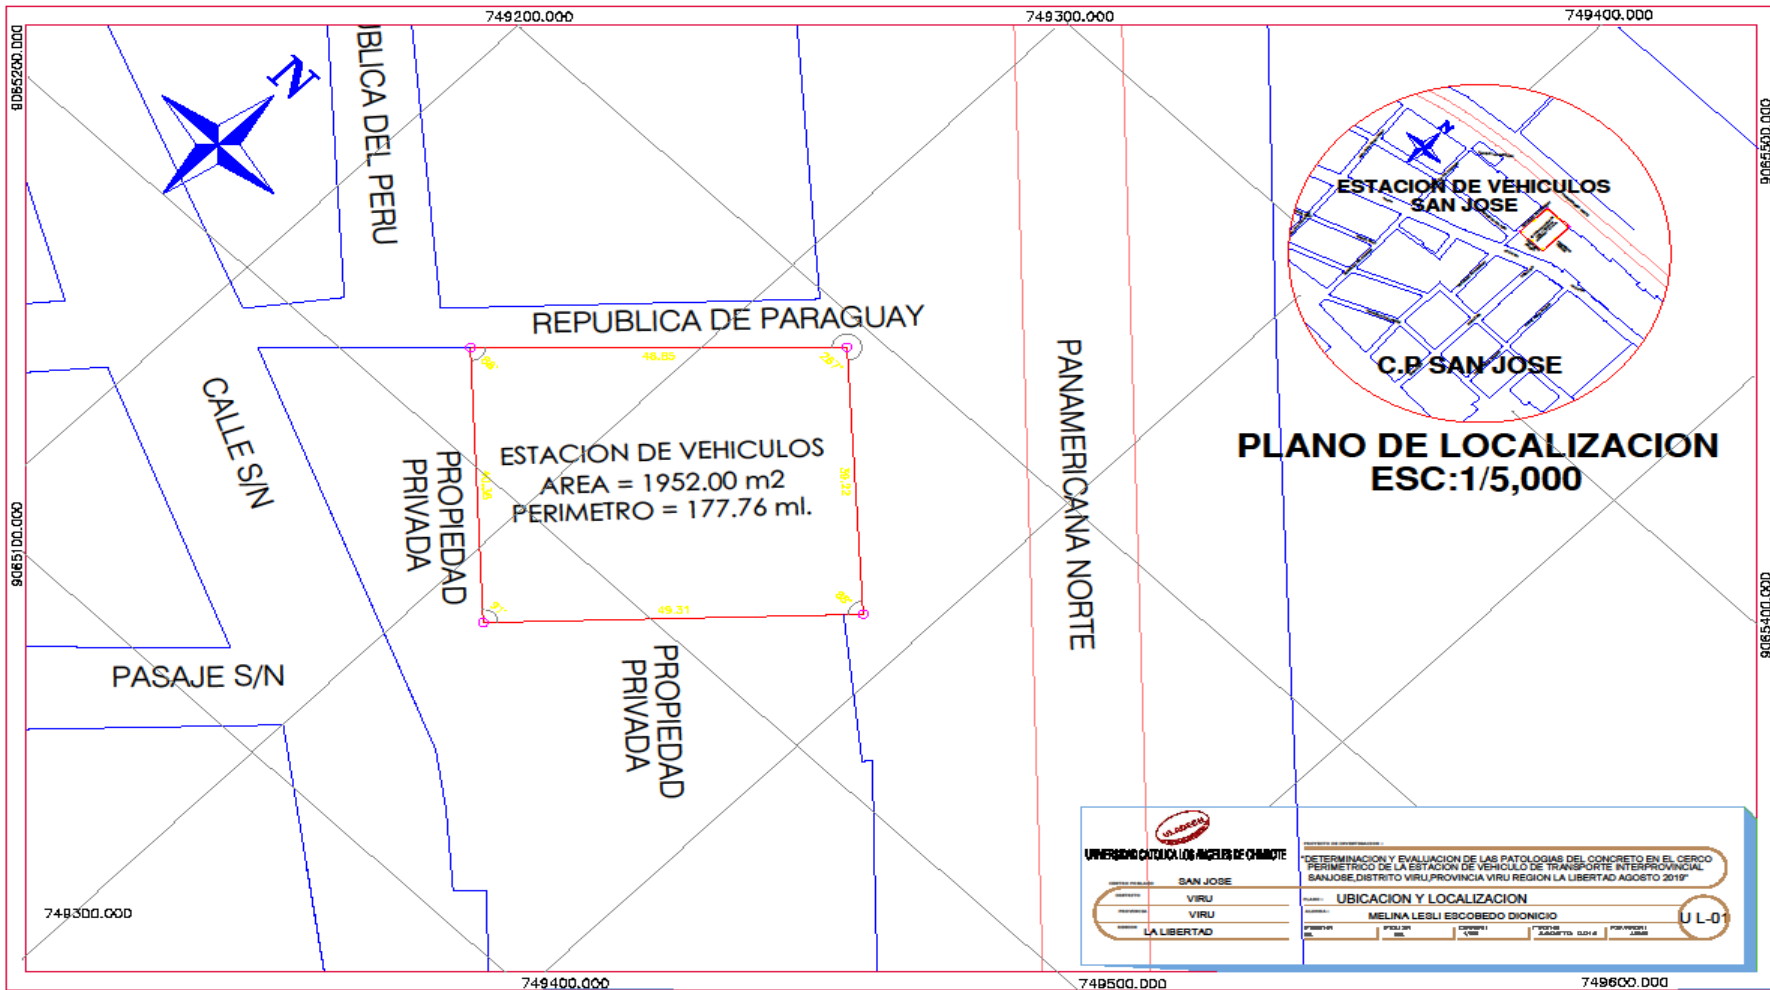 749200.000
749300.000
749400.000
9065200.000
9065500.000
N
UBLICA DEL PERU
N
ESTACION DE VEHICULOS
SAN JOSE
C.P SAN JOSE
PLANO DE LOCALIZACION
ESC:1/5,000
REPUBLICA DE PARAGUAY
48.85
CALLE S/N
PROPIEDAD
PRIVADA
ESTACION DE VEHICULOS
AREA = 1952.00 m2
PERIMETRO = 177.76 ml.
39.22
49.31
PANAMERICANA NORTE
9065100.000
9065400.000
PASAJE S/N
PROPIEDAD
PRIVADA
749300.000
ULADECH
UNIVERSIDAD CATOLICA LOS ANGELES DE CHIMBOTE
"DETERMINACION Y EVALUACION DE LAS PATOLOGIAS DEL CONCRETO EN EL CERCO
PERIMETRICO DE LA ESTACION DE VEHICULO DE TRANSPORTE INTERPROVINCIAL
SANJOSE,DISTRITO VIRU,PROVINCIA VIRU REGION LA LIBERTAD AGOSTO 2019"
SAN JOSE
VIRU
VIRU
LA LIBERTAD
UBICACION Y LOCALIZACION
MELINA LESLI ESCOBEDO DIONICIO
U L-01
749400.000
749500.000
749600.000